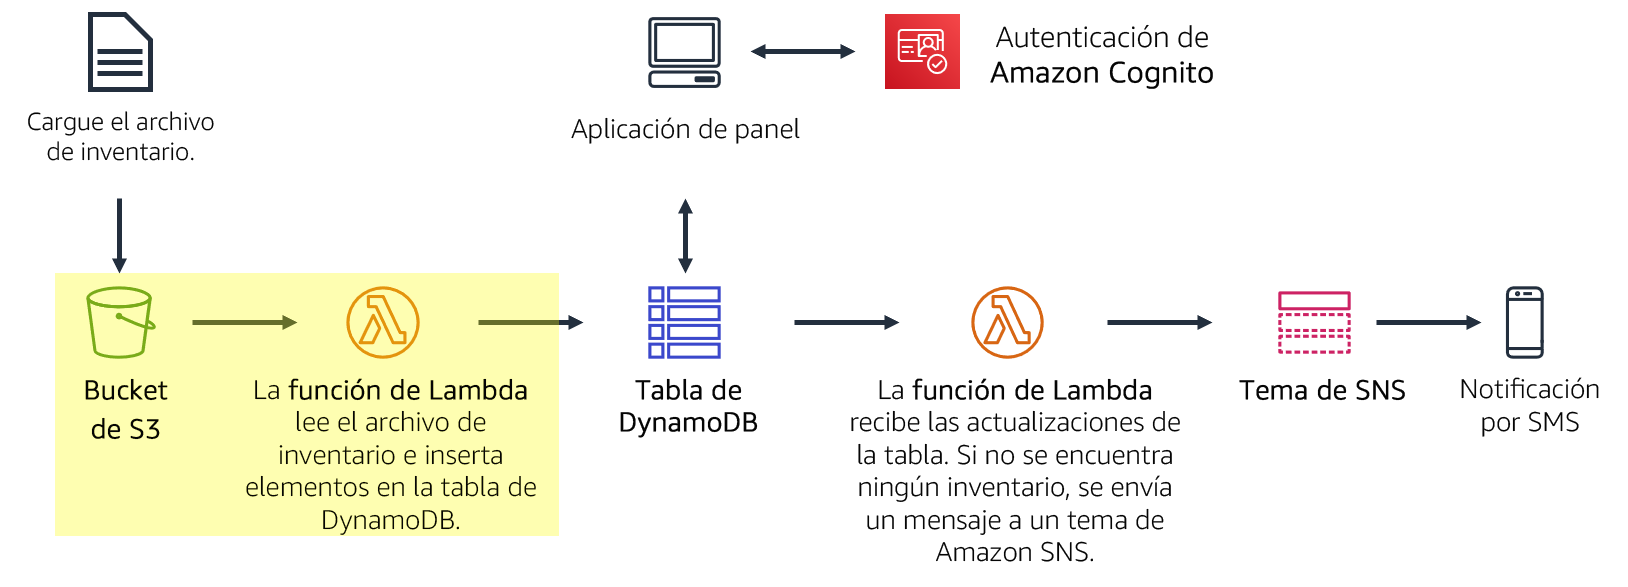 Cargue el archivo
de inventario.
Aplicación de panel
Autenticación de
Amazon Cognito
Bucket
de S3
La función de Lambda
lee el archivo de
inventario e inserta
elementos en la tabla de
DynamoDB.
Tabla de
DynamoDB
La función de Lambda
recibe las actualizaciones de
la tabla. Si no se encuentra
ningún inventario, se envía
un mensaje a un tema de
Amazon SNS.
Tema de SNS
Notificación
por SMS